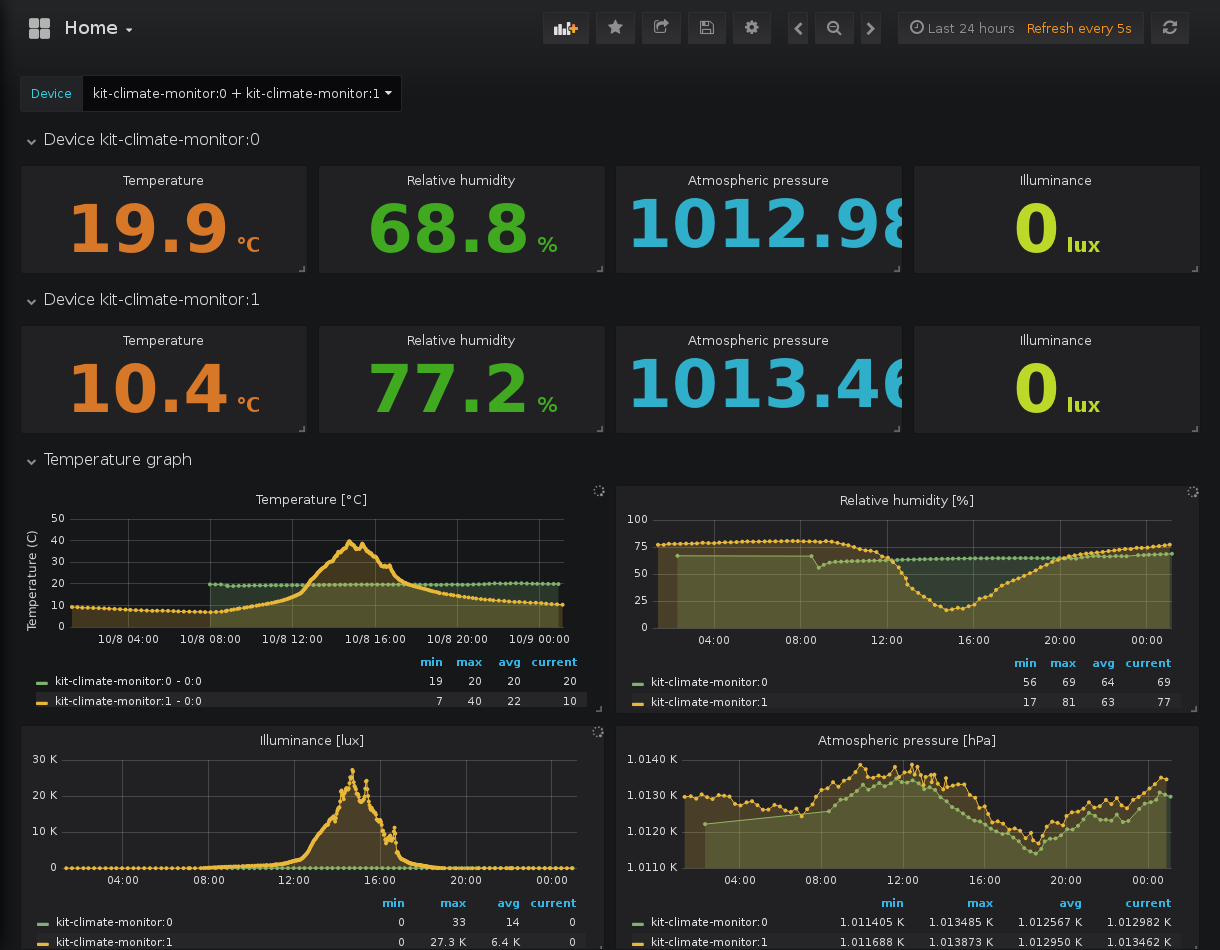 Home
Last 24 hours Refresh every 5s
Device kit-climate-monitor:0 + kit-climate-monitor:1
Device kit-climate-monitor:0
Temperature Relative humidity Atmospheric pressure Illuminance
19.9 °C 68.8 % 1012.98 0 lux
Device kit-climate-monitor:1
Temperature Relative humidity Atmospheric pressure Illuminance
10.4 °C 77.2 % 1013.46 0 lux
Temperature graph
Temperature [°C]
Temperature (C)
50
40
30
20
10
0
10/8 04:00 10/8 08:00 10/8 12:00 10/8 16:00 10/8 20:00 10/9 00:00
min max avg current
kit-climate-monitor:0 - 0:0 19 20 20 20
kit-climate-monitor:1 - 0:0 7 40 22 10
Relative humidity [%]
100
75
50
25
0
04:00 08:00 12:00 16:00 20:00 00:00
min max avg current
kit-climate-monitor:0 56 69 64 69
kit-climate-monitor:1 17 81 63 77
Illuminance [lux]
30 K
20 K
10 K
0
04:00 08:00 12:00 16:00 20:00 00:00
min max avg current
kit-climate-monitor:0 0 33 14 0
kit-climate-monitor:1 0 27.3 K 6.4 K 0
Atmospheric pressure [hPa]
1.0140 K
1.0130 K
1.0120 K
1.0110 K
04:00 08:00 12:00 16:00 20:00 00:00
min max avg current
kit-climate-monitor:0 1.011405 K 1.013485 K 1.012567 K 1.012982 K
kit-climate-monitor:1 1.011688 K 1.013873 K 1.012950 K 1.013462 K